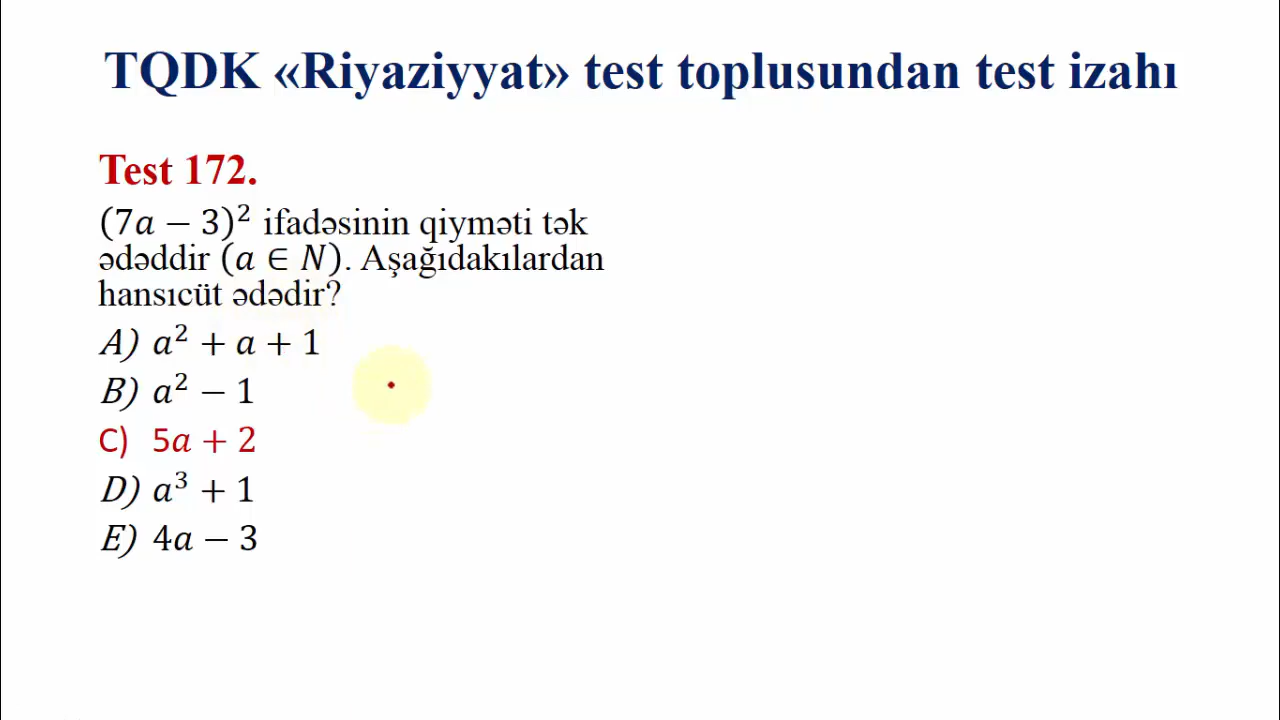 TQDK «Riyaziyyat» test toplusundan test izahı
Test 172.
(7a − 3)² ifadəsinin qiyməti tək
ədəddir (a ∈ N). Aşağıdakılardan
hansıcüt ədədir?
A) a² + a + 1
B) a² − 1
C) 5a + 2
D) a³ + 1
E) 4a − 3